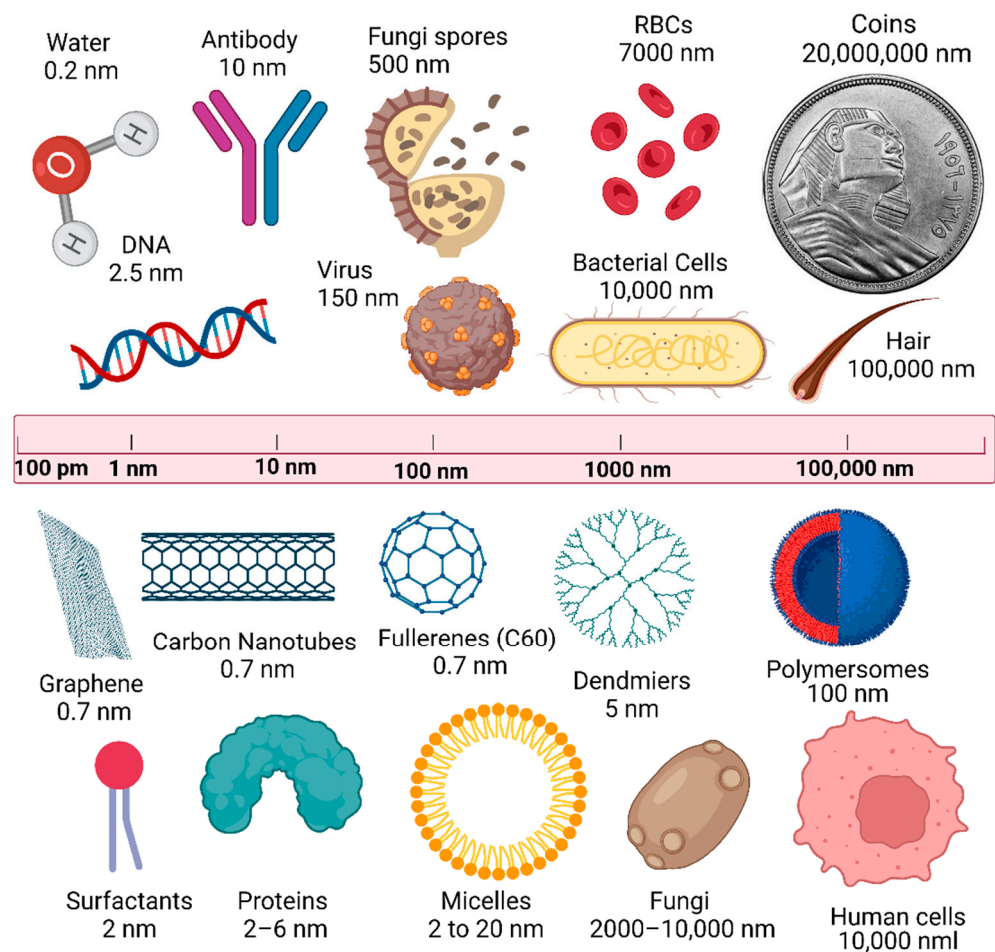 Water
0.2 nm
Antibody
10 nm
Fungi spores
500 nm
RBCs
7000 nm
Coins
20,000,000 nm
O
H
H
DNA
2.5 nm
Virus
150 nm
Bacterial Cells
10,000 nm
Hair
100,000 nm
100 pm
1 nm
10 nm
100 nm
1000 nm
100,000 nm
Graphene
0.7 nm
Carbon Nanotubes
0.7 nm
Fullerenes (C60)
0.7 nm
Dendmiers
5 nm
Polymersomes
100 nm
Surfactants
2 nm
Proteins
2–6 nm
Micelles
2 to 20 nm
Fungi
2000–10,000 nm
Human cells
10,000 nml